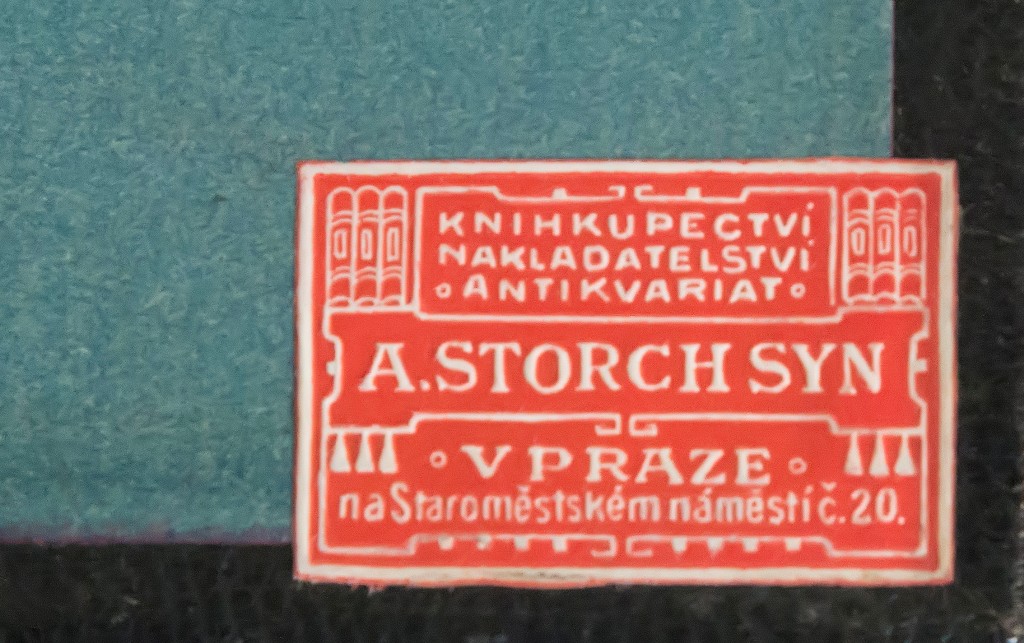 KNIHKUPECTVÍ
NAKLADATELSTVÍ
ANTIKVARIAT
A. STORCH SYN
V PRAZE
na Staroměstském náměstí č. 20.